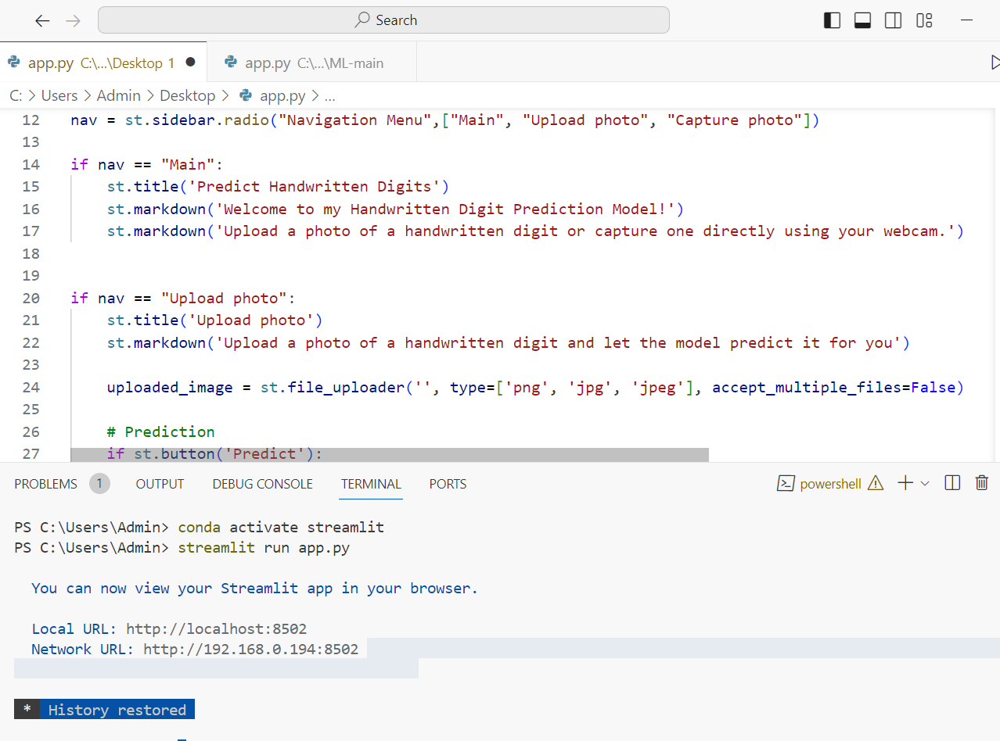 Search
app.py C:\...\Desktop 1
app.py C:\...\ML-main
C: > Users > Admin > Desktop > app.py > ...
12 nav = st.sidebar.radio("Navigation Menu",["Main", "Upload photo", "Capture photo"])
13
14 if nav == "Main":
15     st.title('Predict Handwritten Digits')
16     st.markdown('Welcome to my Handwritten Digit Prediction Model!')
17     st.markdown('Upload a photo of a handwritten digit or capture one directly using your webcam.')
18
19
20 if nav == "Upload photo":
21     st.title('Upload photo')
22     st.markdown('Upload a photo of a handwritten digit and let the model predict it for you')
23
24     uploaded_image = st.file_uploader('', type=['png', 'jpg', 'jpeg'], accept_multiple_files=False)
25
26     # Prediction
27     if st.button('Predict'):
PROBLEMS 1 OUTPUT DEBUG CONSOLE TERMINAL PORTS
powershell
PS C:\Users\Admin> conda activate streamlit
PS C:\Users\Admin> streamlit run app.py
You can now view your Streamlit app in your browser.
Local URL: http://localhost:8502
Network URL: http://192.168.0.194:8502
* History restored